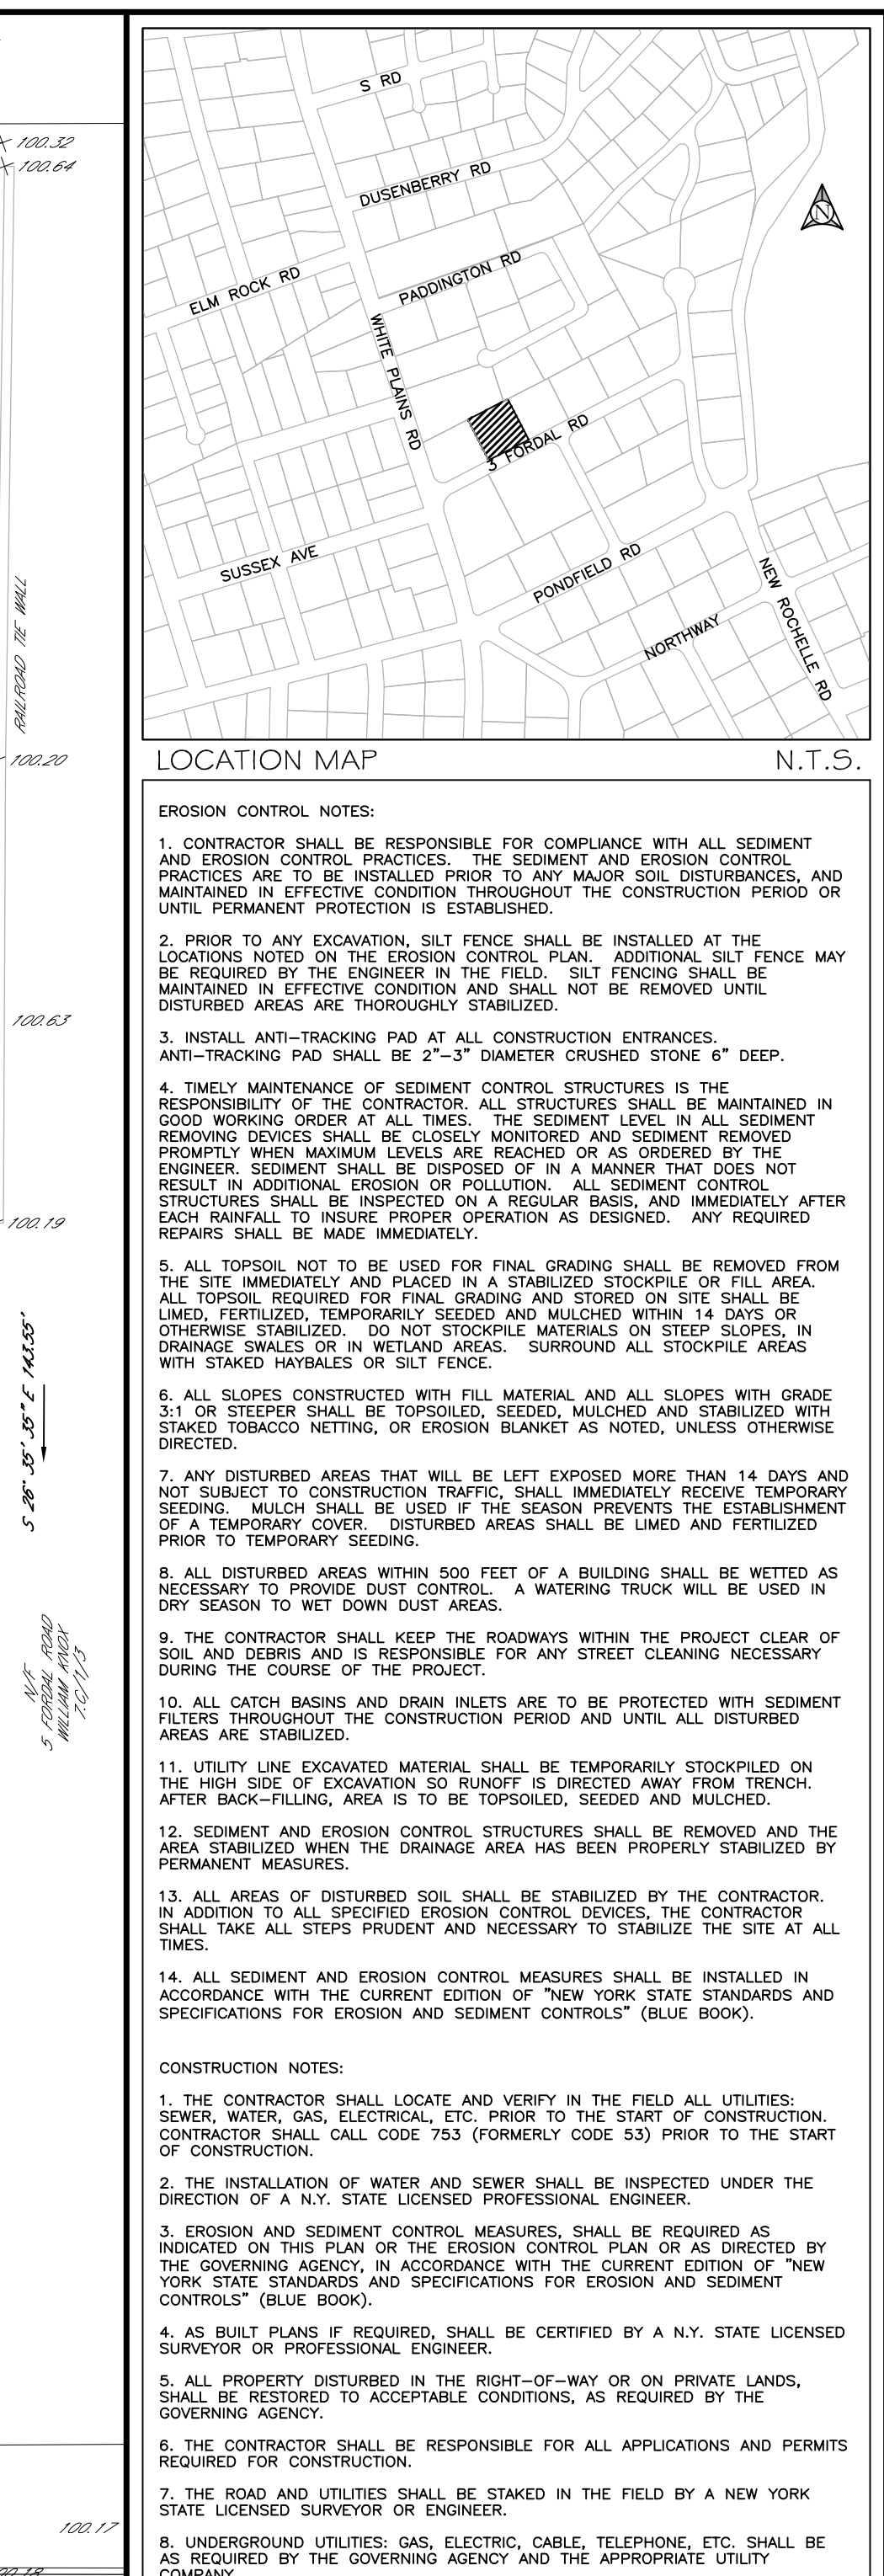 100.32
100.64
RAILROAD TIE WALL
100.20
100.63
100.19
S 26° 35' 35" E 143.55'
N/F
5 FORDAL ROAD
WILLIAM KNOX
7.G/1/3
100.17
S RD
DUSENBERRY RD
N
ELM ROCK RD
PADDINGTON RD
WHITE PLAINS RD
3 FORDAL RD
SUSSEX AVE
PONDFIELD RD
NORTHWAY
NEW ROCHELLE RD
LOCATION MAP N.T.S.
EROSION CONTROL NOTES:
1. CONTRACTOR SHALL BE RESPONSIBLE FOR COMPLIANCE WITH ALL SEDIMENT
AND EROSION CONTROL PRACTICES. THE SEDIMENT AND EROSION CONTROL
PRACTICES ARE TO BE INSTALLED PRIOR TO ANY MAJOR SOIL DISTURBANCES, AND
MAINTAINED IN EFFECTIVE CONDITION THROUGHOUT THE CONSTRUCTION PERIOD OR
UNTIL PERMANENT PROTECTION IS ESTABLISHED.
2. PRIOR TO ANY EXCAVATION, SILT FENCE SHALL BE INSTALLED AT THE
LOCATIONS NOTED ON THE EROSION CONTROL PLAN. ADDITIONAL SILT FENCE MAY
BE REQUIRED BY THE ENGINEER IN THE FIELD. SILT FENCING SHALL BE
MAINTAINED IN EFFECTIVE CONDITION AND SHALL NOT BE REMOVED UNTIL
DISTURBED AREAS ARE THOROUGHLY STABILIZED.
3. INSTALL ANTI-TRACKING PAD AT ALL CONSTRUCTION ENTRANCES.
ANTI-TRACKING PAD SHALL BE 2"-3" DIAMETER CRUSHED STONE 6" DEEP.
4. TIMELY MAINTENANCE OF SEDIMENT CONTROL STRUCTURES IS THE
RESPONSIBILITY OF THE CONTRACTOR. ALL STRUCTURES SHALL BE MAINTAINED IN
GOOD WORKING ORDER AT ALL TIMES. THE SEDIMENT LEVEL IN ALL SEDIMENT
REMOVING DEVICES SHALL BE CLOSELY MONITORED AND SEDIMENT REMOVED
PROMPTLY WHEN MAXIMUM LEVELS ARE REACHED OR AS ORDERED BY THE
ENGINEER. SEDIMENT SHALL BE DISPOSED OF IN A MANNER THAT DOES NOT
RESULT IN ADDITIONAL EROSION OR POLLUTION. ALL SEDIMENT CONTROL
STRUCTURES SHALL BE INSPECTED ON A REGULAR BASIS, AND IMMEDIATELY AFTER
EACH RAINFALL TO INSURE PROPER OPERATION AS DESIGNED. ANY REQUIRED
REPAIRS SHALL BE MADE IMMEDIATELY.
5. ALL TOPSOIL NOT TO BE USED FOR FINAL GRADING SHALL BE REMOVED FROM
THE SITE IMMEDIATELY AND PLACED IN A STABILIZED STOCKPILE OR FILL AREA.
ALL TOPSOIL REQUIRED FOR FINAL GRADING AND STORED ON SITE SHALL BE
LIMED, FERTILIZED, TEMPORARILY SEEDED AND MULCHED WITHIN 14 DAYS OR
OTHERWISE STABILIZED. DO NOT STOCKPILE MATERIALS ON STEEP SLOPES, IN
DRAINAGE SWALES OR IN WETLAND AREAS. SURROUND ALL STOCKPILE AREAS
WITH STAKED HAYBALES OR SILT FENCE.
6. ALL SLOPES CONSTRUCTED WITH FILL MATERIAL AND ALL SLOPES WITH GRADE
3:1 OR STEEPER SHALL BE TOPSOILED, SEEDED, MULCHED AND STABILIZED WITH
STAKED TOBACCO NETTING, OR EROSION BLANKET AS NOTED, UNLESS OTHERWISE
DIRECTED.
7. ANY DISTURBED AREAS THAT WILL BE LEFT EXPOSED MORE THAN 14 DAYS AND
NOT SUBJECT TO CONSTRUCTION TRAFFIC, SHALL IMMEDIATELY RECEIVE TEMPORARY
SEEDING. MULCH SHALL BE USED IF THE SEASON PREVENTS THE ESTABLISHMENT
OF A TEMPORARY COVER. DISTURBED AREAS SHALL BE LIMED AND FERTILIZED
PRIOR TO TEMPORARY SEEDING.
8. ALL DISTURBED AREAS WITHIN 500 FEET OF A BUILDING SHALL BE WETTED AS
NECESSARY TO PROVIDE DUST CONTROL. A WATERING TRUCK WILL BE USED IN
DRY SEASON TO WET DOWN DUST AREAS.
9. THE CONTRACTOR SHALL KEEP THE ROADWAYS WITHIN THE PROJECT CLEAR OF
SOIL AND DEBRIS AND IS RESPONSIBLE FOR ANY STREET CLEANING NECESSARY
DURING THE COURSE OF THE PROJECT.
10. ALL CATCH BASINS AND DRAIN INLETS ARE TO BE PROTECTED WITH SEDIMENT
FILTERS THROUGHOUT THE CONSTRUCTION PERIOD AND UNTIL ALL DISTURBED
AREAS ARE STABILIZED.
11. UTILITY LINE EXCAVATED MATERIAL SHALL BE TEMPORARILY STOCKPILED ON
THE HIGH SIDE OF EXCAVATION SO RUNOFF IS DIRECTED AWAY FROM TRENCH.
AFTER BACK-FILLING, AREA IS TO BE TOPSOILED, SEEDED AND MULCHED.
12. SEDIMENT AND EROSION CONTROL STRUCTURES SHALL BE REMOVED AND THE
AREA STABILIZED WHEN THE DRAINAGE AREA HAS BEEN PROPERLY STABILIZED BY
PERMANENT MEASURES.
13. ALL AREAS OF DISTURBED SOIL SHALL BE STABILIZED BY THE CONTRACTOR.
IN ADDITION TO ALL SPECIFIED EROSION CONTROL DEVICES, THE CONTRACTOR
SHALL TAKE ALL STEPS PRUDENT AND NECESSARY TO STABILIZE THE SITE AT ALL
TIMES.
14. ALL SEDIMENT AND EROSION CONTROL MEASURES SHALL BE INSTALLED IN
ACCORDANCE WITH THE CURRENT EDITION OF "NEW YORK STATE STANDARDS AND
SPECIFICATIONS FOR EROSION AND SEDIMENT CONTROLS" (BLUE BOOK).
CONSTRUCTION NOTES:
1. THE CONTRACTOR SHALL LOCATE AND VERIFY IN THE FIELD ALL UTILITIES:
SEWER, WATER, GAS, ELECTRICAL, ETC. PRIOR TO THE START OF CONSTRUCTION.
CONTRACTOR SHALL CALL CODE 753 (FORMERLY CODE 53) PRIOR TO THE START
OF CONSTRUCTION.
2. THE INSTALLATION OF WATER AND SEWER SHALL BE INSPECTED UNDER THE
DIRECTION OF A N.Y. STATE LICENSED PROFESSIONAL ENGINEER.
3. EROSION AND SEDIMENT CONTROL MEASURES, SHALL BE REQUIRED AS
INDICATED ON THIS PLAN OR THE EROSION CONTROL PLAN OR AS DIRECTED BY
THE GOVERNING AGENCY, IN ACCORDANCE WITH THE CURRENT EDITION OF "NEW
YORK STATE STANDARDS AND SPECIFICATIONS FOR EROSION AND SEDIMENT
CONTROLS" (BLUE BOOK).
4. AS BUILT PLANS IF REQUIRED, SHALL BE CERTIFIED BY A N.Y. STATE LICENSED
SURVEYOR OR PROFESSIONAL ENGINEER.
5. ALL PROPERTY DISTURBED IN THE RIGHT-OF-WAY OR ON PRIVATE LANDS,
SHALL BE RESTORED TO ACCEPTABLE CONDITIONS, AS REQUIRED BY THE
GOVERNING AGENCY.
6. THE CONTRACTOR SHALL BE RESPONSIBLE FOR ALL APPLICATIONS AND PERMITS
REQUIRED FOR CONSTRUCTION.
7. THE ROAD AND UTILITIES SHALL BE STAKED IN THE FIELD BY A NEW YORK
STATE LICENSED SURVEYOR OR ENGINEER.
8. UNDERGROUND UTILITIES: GAS, ELECTRIC, CABLE, TELEPHONE, ETC. SHALL BE
AS REQUIRED BY THE GOVERNING AGENCY AND THE APPROPRIATE UTILITY
COMPANY